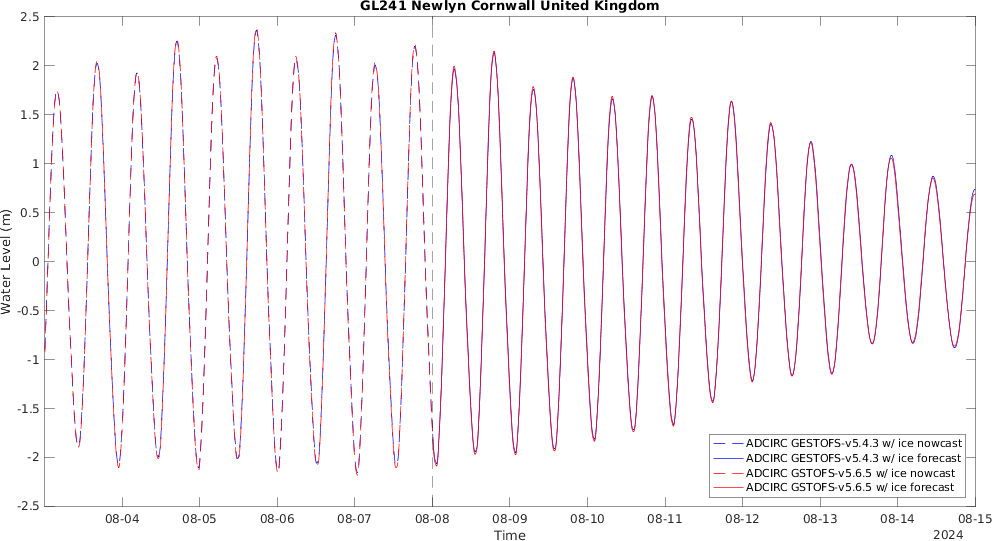 GL241 Newlyn Cornwall United Kingdom
2.5
2
1.5
1
0.5
0
-0.5
-1
-1.5
-2
-2.5
Water Level (m)
ADCIRC GESTOFS-v5.4.3 w/ ice nowcast
ADCIRC GESTOFS-v5.4.3 w/ ice forecast
ADCIRC GSTOFS-v5.6.5 w/ ice nowcast
ADCIRC GSTOFS-v5.6.5 w/ ice forecast
08-04 08-05 08-06 08-07 08-08 08-09 08-10 08-11 08-12 08-13 08-14 08-15
Time
2024